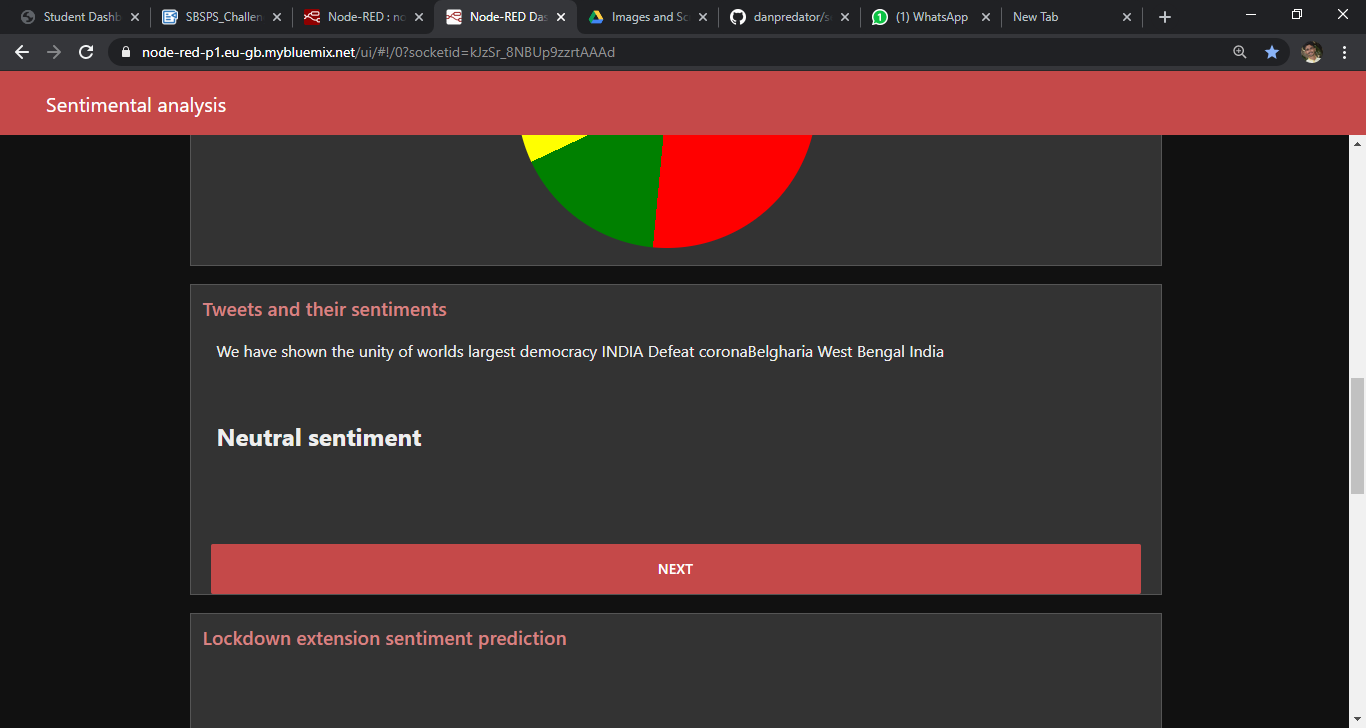 Student Dashb
SBSPS_Challen
Node-RED : no
Node-RED Das
Images and Sc
danpredator/s
(1) WhatsApp
New Tab
node-red-p1.eu-gb.mybluemix.net/ui/#!/0?socketid=kJzSr_8NBUp9zzrtAAAd
Sentimental analysis
Tweets and their sentiments
We have shown the unity of worlds largest democracy INDIA Defeat coronaBelgharia West Bengal India
Neutral sentiment
NEXT
Lockdown extension sentiment prediction